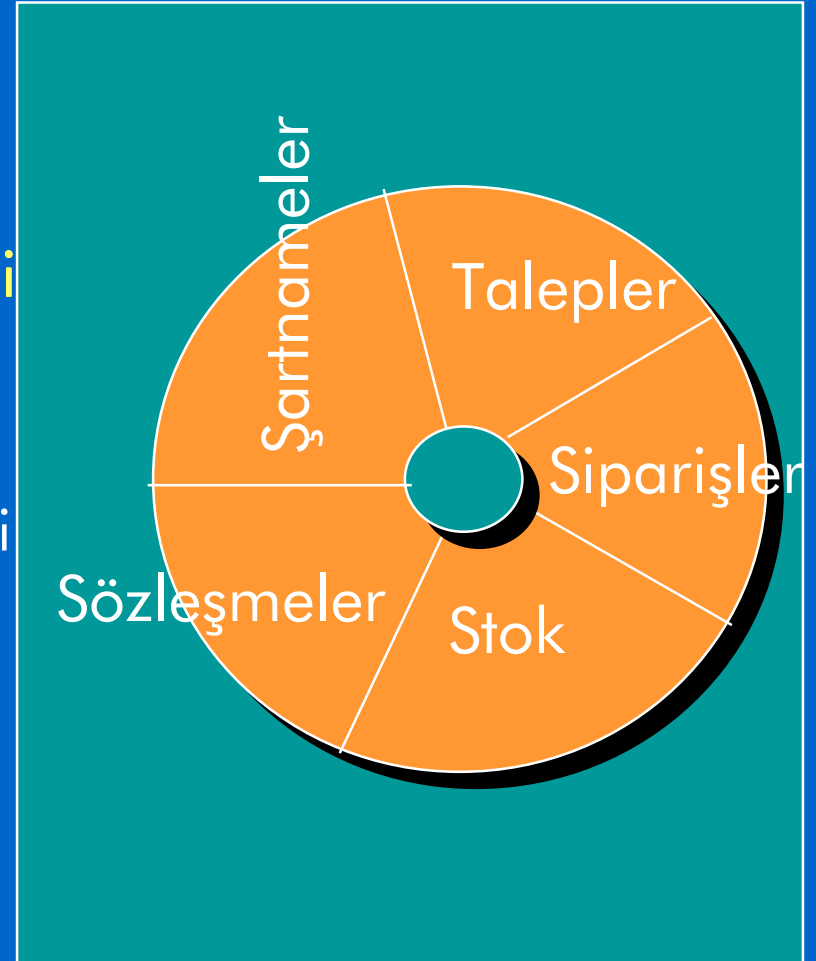 Şartnameler
Talepler
Siparişler
Sözleşmeler
Stok
i
i